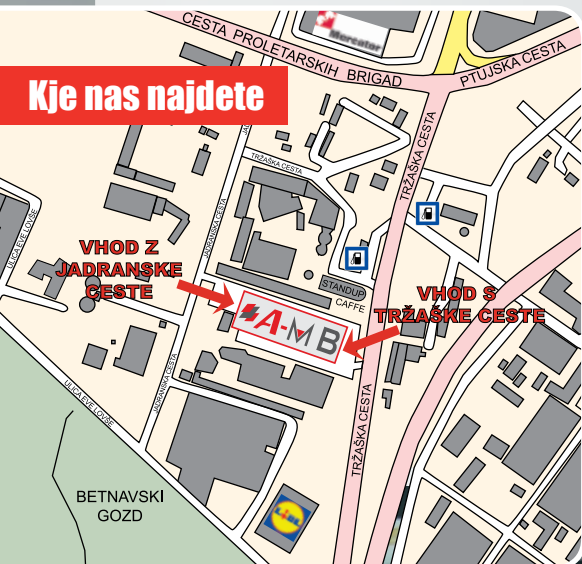 Mercator
CESTA PROLETARSKIH BRIGAD
PTUJSKA CESTA
Kje nas najdete
TRŽAŠKA CESTA
TRŽAŠKA CESTA
JADRANSKA CESTA
ULICA EVE LOVŠE
VHOD Z
JADRANSKE
CESTE
STANDUP
CAFFE
VHOD S
TRŽAŠKE CESTE
A-MB
JADRANSKA CESTA
TRŽAŠKA CESTA
ULICA EVE LOVŠE
BETNAVSKI
GOZD
LIDL